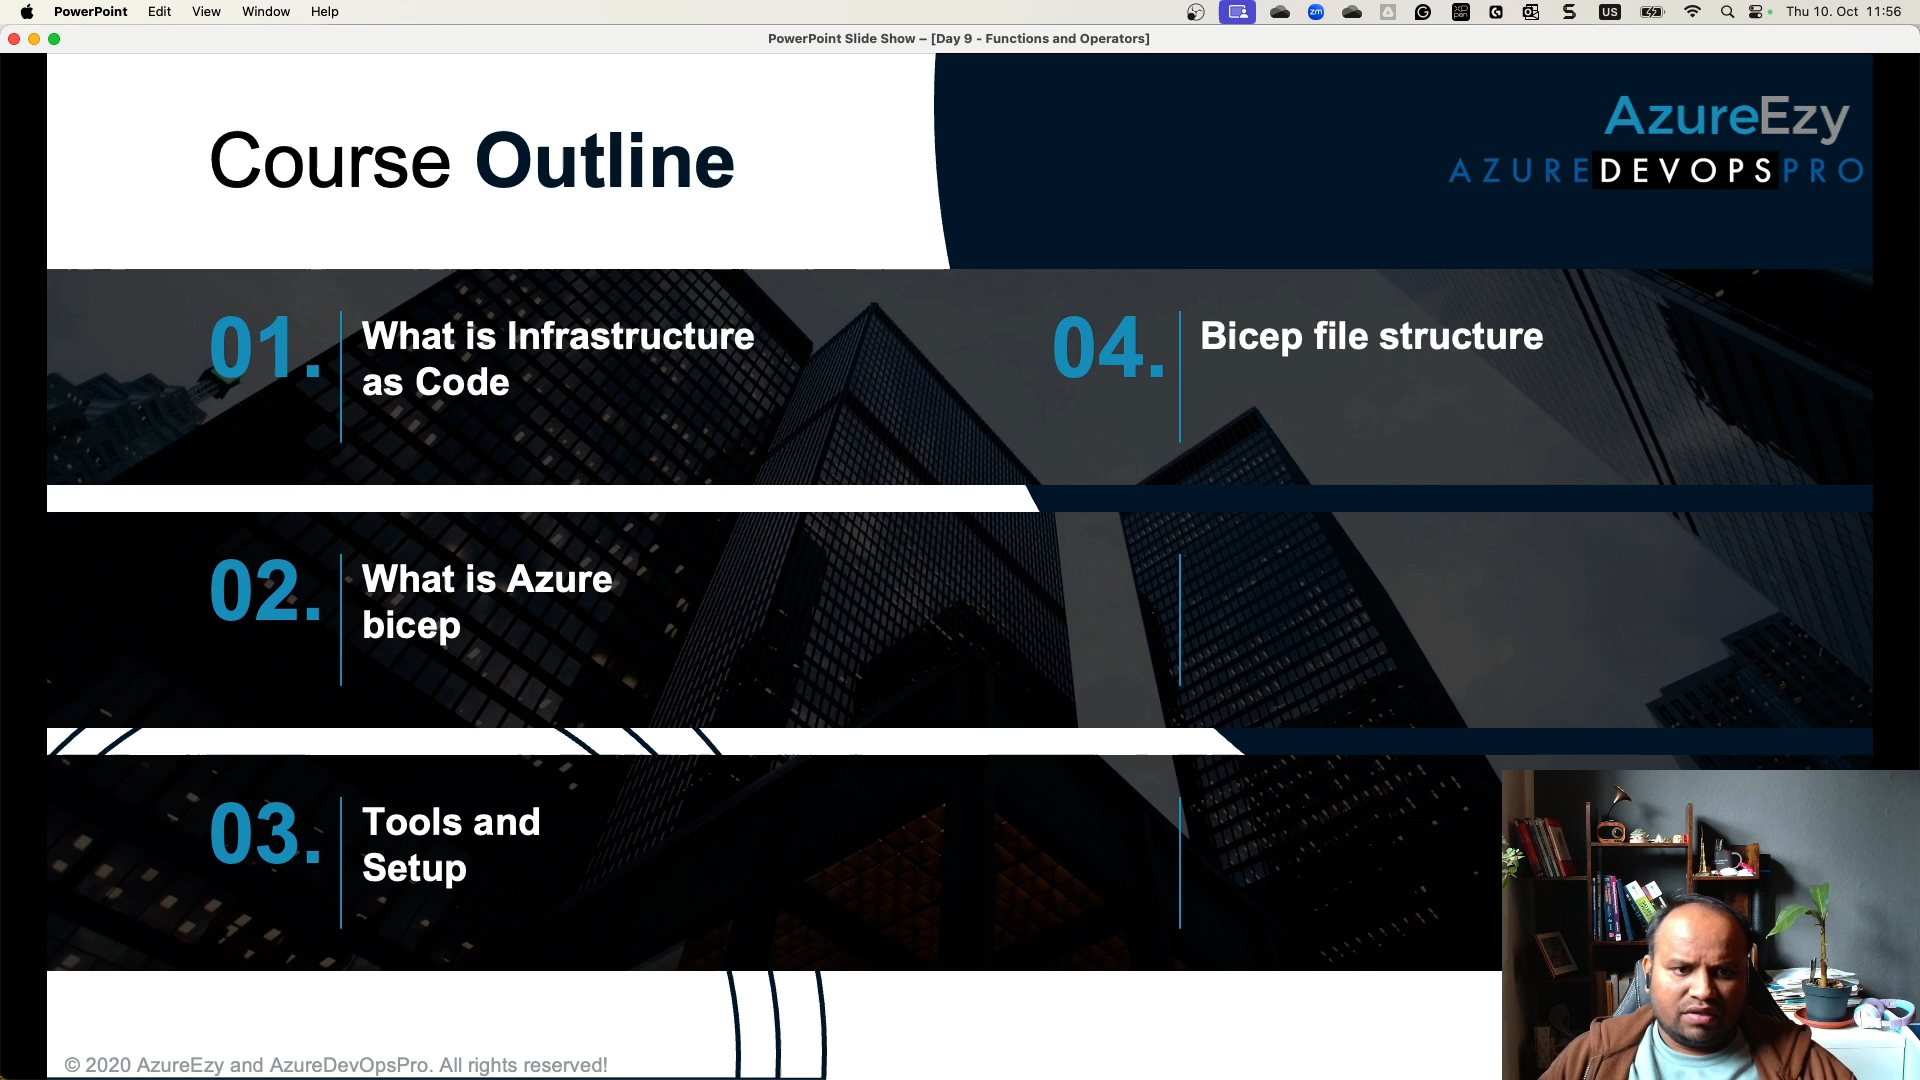 PowerPoint Edit View Window Help
zm
US
Thu 10. Oct 11:56
PowerPoint Slide Show – [Day 9 - Functions and Operators]
Course Outline
AzureEzy
AZUREDEVOPSPRO
01.
What is Infrastructure
as Code
04.
Bicep file structure
02.
What is Azure
bicep
03.
Tools and
Setup
© 2020 AzureEzy and AzureDevOpsPro. All rights reserved!